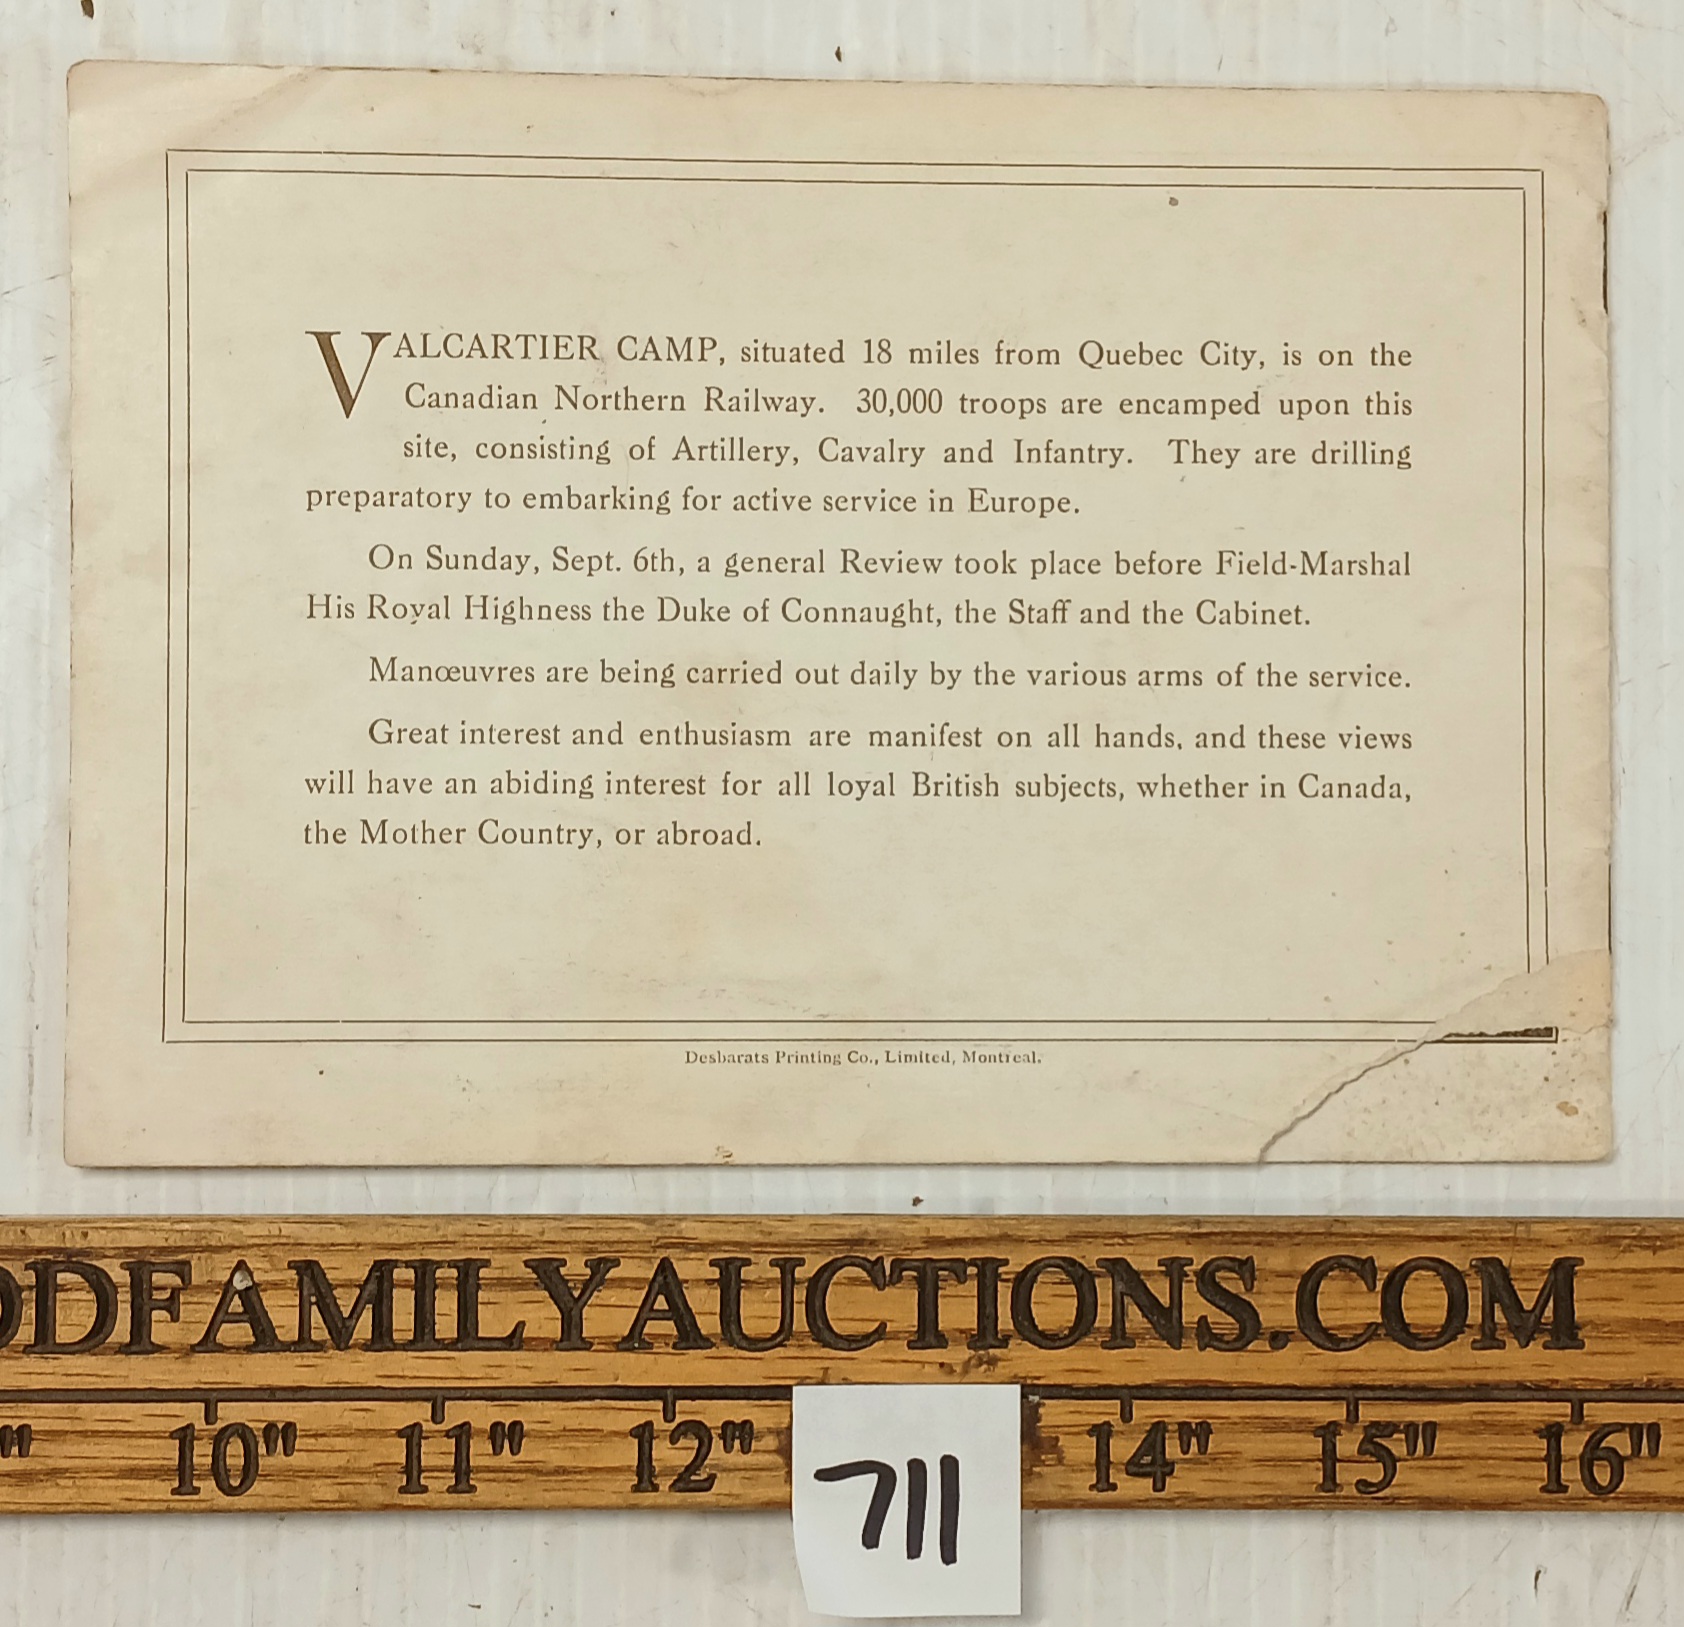 VALCARTIER CAMP, situated 18 miles from Quebec City, is on the
Canadian Northern Railway. 30,000 troops are encamped upon this
site, consisting of Artillery, Cavalry and Infantry. They are drilling
preparatory to embarking for active service in Europe.
On Sunday, Sept. 6th, a general Review took place before Field-Marshal
His Royal Highness the Duke of Connaught, the Staff and the Cabinet.
Manœuvres are being carried out daily by the various arms of the service.
Great interest and enthusiasm are manifest on all hands, and these views
will have an abiding interest for all loyal British subjects, whether in Canada,
the Mother Country, or abroad.
Desbarats Printing Co., Limited, Montreal.
ODFAMILYAUCTIONS.COM
10" 11" 12" 14" 15" 16"
711